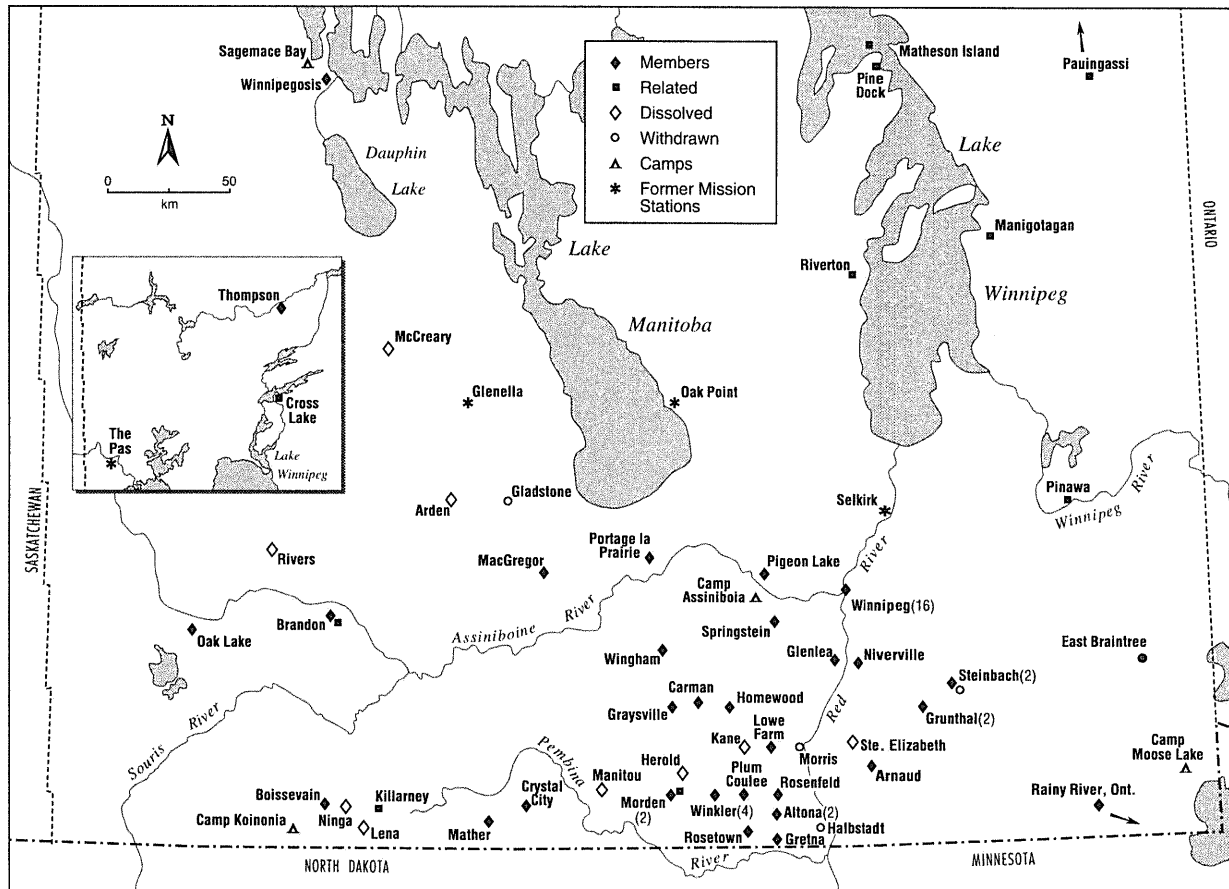 Sagemace Bay
Winnipegosis
N
0 50
km
Dauphin
Lake
Members
Related
Dissolved
Withdrawn
Camps
Former Mission
Stations
Matheson Island
Pine
Dock
Pauingassi
Lake
Winnipeg
Manigotagan
Riverton
ONTARIO
Lake
Manitoba
Thompson
Cross
Lake
The
Pas
Lake
Winnipeg
McCreary
Glenella
Oak Point
SASKATCHEWAN
Arden
Gladstone
Selkirk
Pinawa
Winnipeg
River
Rivers
MacGregor
Portage la
Prairie
Pigeon Lake
River
Camp
Assiniboia
Winnipeg(16)
Oak Lake
Brandon
Assiniboine
River
Springstein
East Braintree
Wingham
Glenlea
Niverville
Steinbach(2)
Souris
River
Graysville
Carman
Homewood
Red
Grunthal(2)
Lowe
Farm
Kane
Morris
Ste. Elizabeth
Camp
Moose Lake
Pembina
Manitou
Herold
Plum
Coulee
Rosenfeld
Arnaud
Boissevain
Killarney
Crystal
City
Morden
(2)
Winkler(4)
Altona(2)
Rainy River, Ont.
Camp Koinonia
Ninga
Lena
Mather
Rosetown
Gretna
Halbstadt
River
NORTH DAKOTA
MINNESOTA